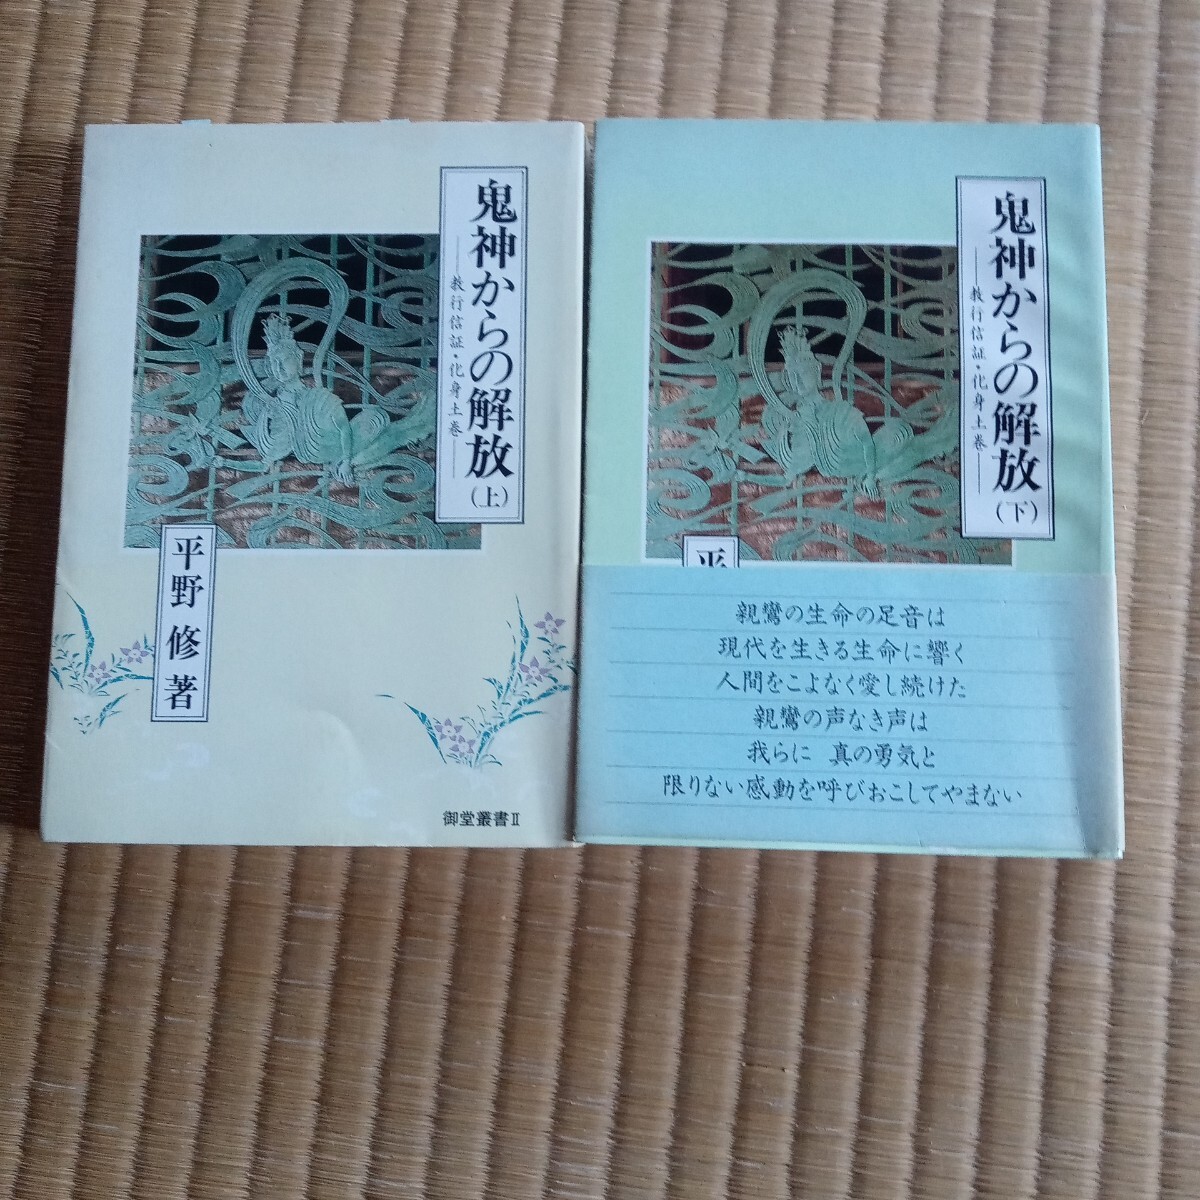 鬼神からの解放(上)
―教行信証・化身土巻―
平野 修 著
御堂叢書Ⅱ
鬼神からの解放(下)
―教行信証・化身土巻―
平
親鸞の生命の足音は
現代を生きる生命に響く
人間をこよなく愛し続けた
親鸞の声なき声は
我らに 真の勇気と
限りない感動を呼びおこしてやまない